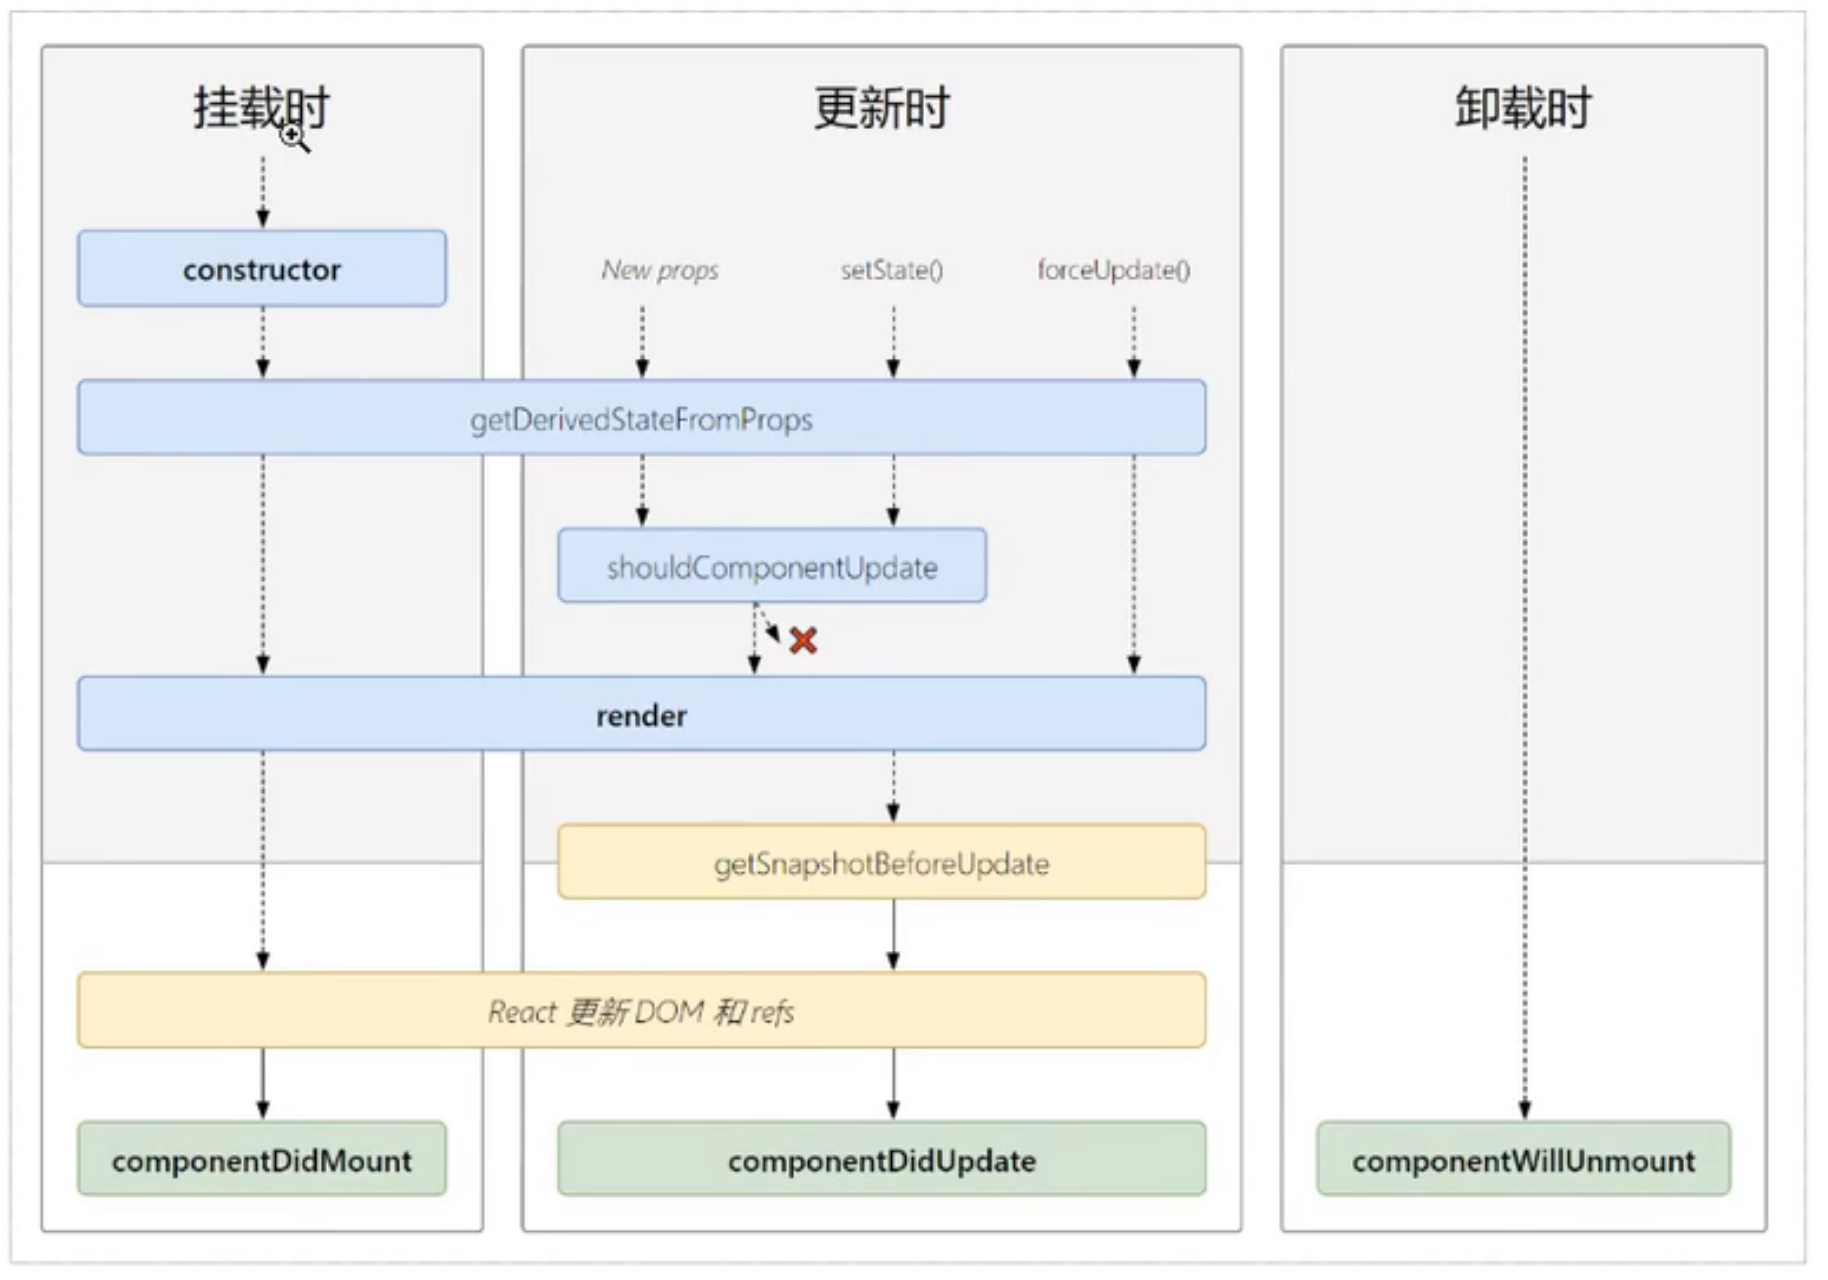 挂载时
更新时
卸载时
constructor
New props
setState()
forceUpdate()
getDerivedStateFromProps
shouldComponentUpdate
render
getSnapshotBeforeUpdate
React 更新 DOM 和 refs
componentDidMount
componentDidUpdate
componentWillUnmount